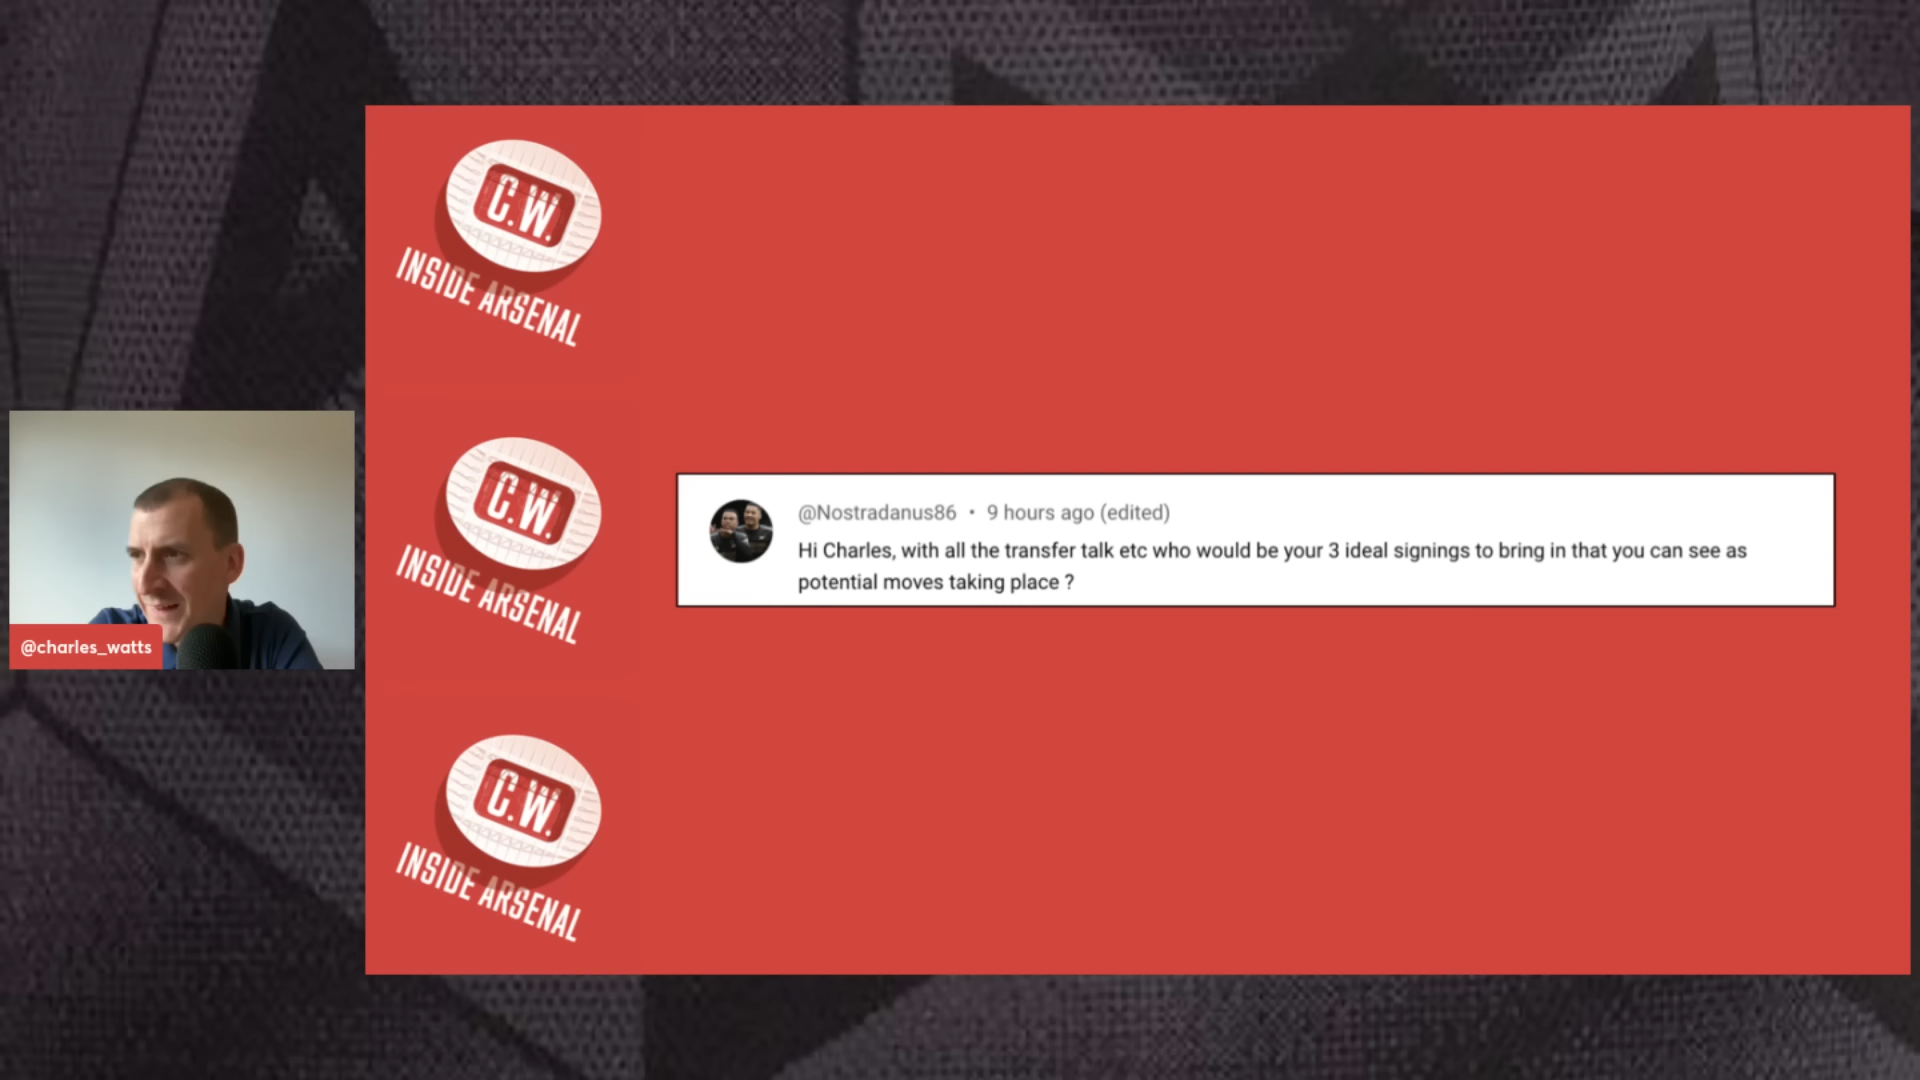 C.W.
INSIDE ARSENAL
C.W.
INSIDE ARSENAL
@Nostradanus86 • 9 hours ago (edited)
Hi Charles, with all the transfer talk etc who would be your 3 ideal signings to bring in that you can see as
potential moves taking place ?
@charles_watts
C.W.
INSIDE ARSENAL